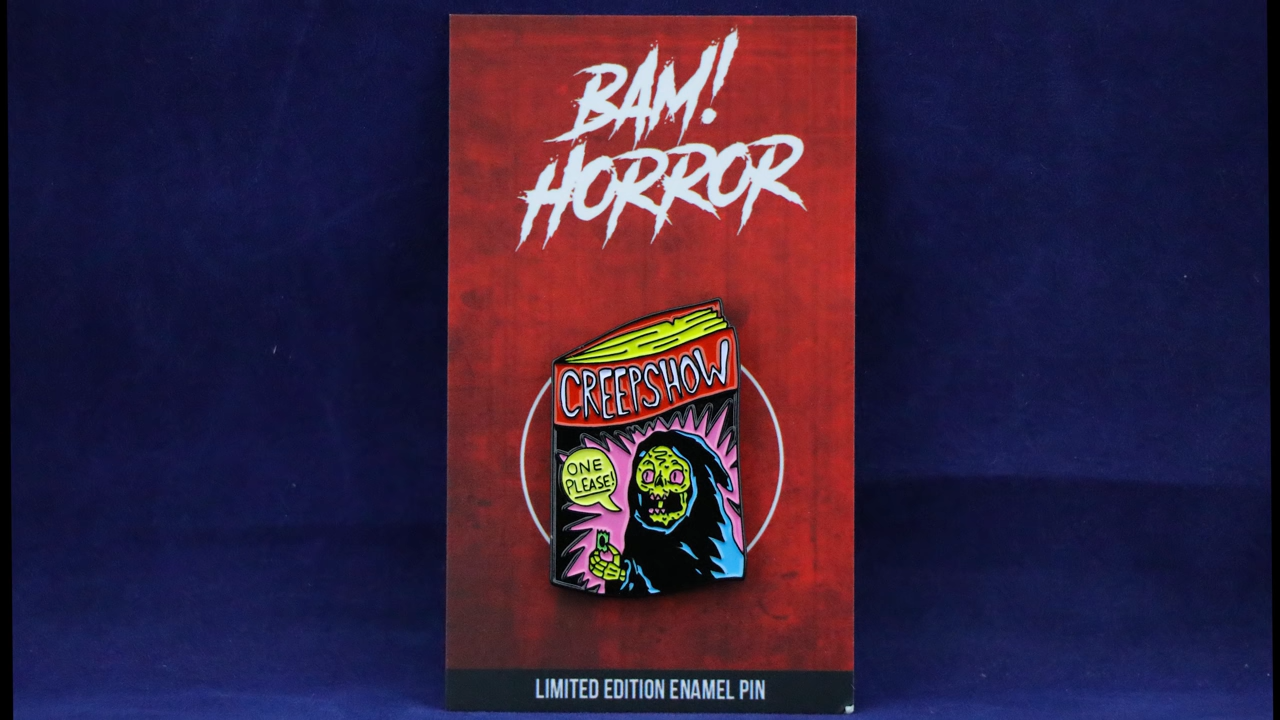 BAM!
HORROR
CREEPSHOW
ONE
PLEASE!
LIMITED EDITION ENAMEL PIN